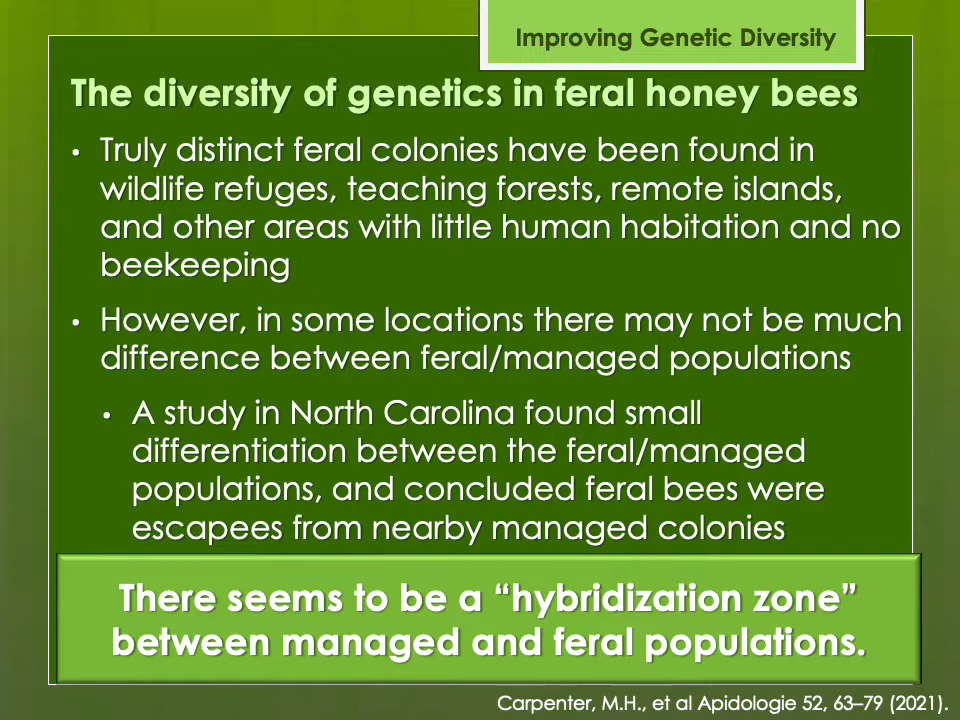 Improving Genetic Diversity
The diversity of genetics in feral honey bees
• Truly distinct feral colonies have been found in
wildlife refuges, teaching forests, remote islands,
and other areas with little human habitation and no
beekeeping
• However, in some locations there may not be much
difference between feral/managed populations
• A study in North Carolina found small
differentiation between the feral/managed
populations, and concluded feral bees were
escapees from nearby managed colonies
There seems to be a “hybridization zone”
between managed and feral populations.
Carpenter, M.H., et al Apidologie 52, 63–79 (2021).